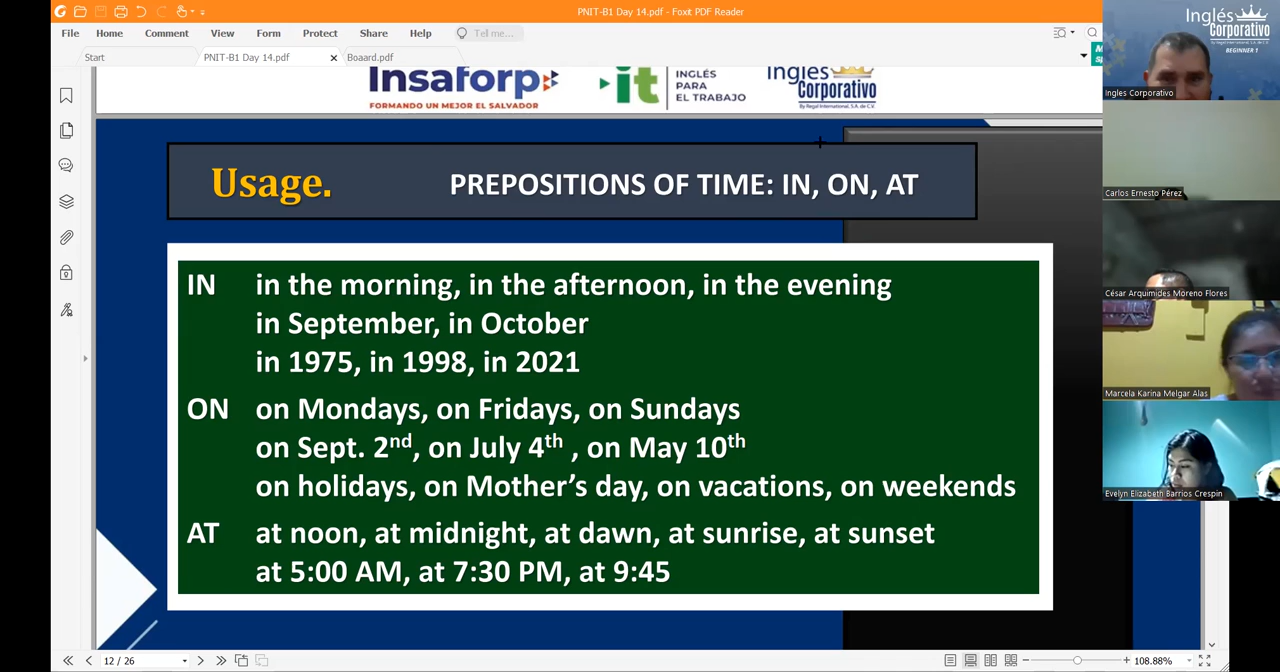 PNIT-B1 Day 14.pdf - Foxit PDF Reader
File Home Comment View Form Protect Share Help Tell me...
Start PNIT-B1 Day 14.pdf Boaard.pdf
Insaforp
FORMANDO UN MEJOR EL SALVADOR
it
INGLÉS
PARA
EL TRABAJO
Inglés
Corporativo
By Regal International, S.A. de C.V.
Usage. PREPOSITIONS OF TIME: IN, ON, AT
IN in the morning, in the afternoon, in the evening
in September, in October
in 1975, in 1998, in 2021
ON on Mondays, on Fridays, on Sundays
on Sept. 2nd, on July 4th , on May 10th
on holidays, on Mother's day, on vacations, on weekends
AT at noon, at midnight, at dawn, at sunrise, at sunset
at 5:00 AM, at 7:30 PM, at 9:45
12 / 26
108.88%
Inglés
Corporativo
BEGINNER 1
Ingles Corporativo
Carlos Ernesto Pérez
César Arquimides Moreno Flores
Marcela Karina Melgar Alas
Evelyn Elizabeth Barrios Crespin